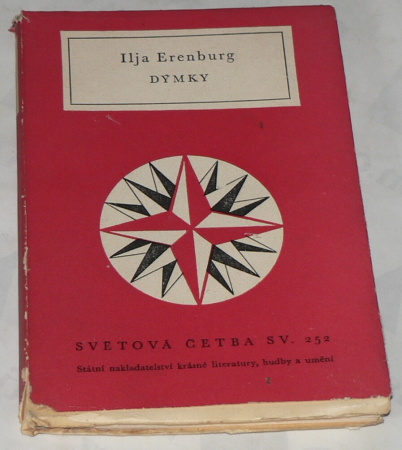 Ilja Erenburg
DÝMKY
SVĚTOVÁ ČETBA SV. 252
Státní nakladatelství krásné literatury, hudby a umění